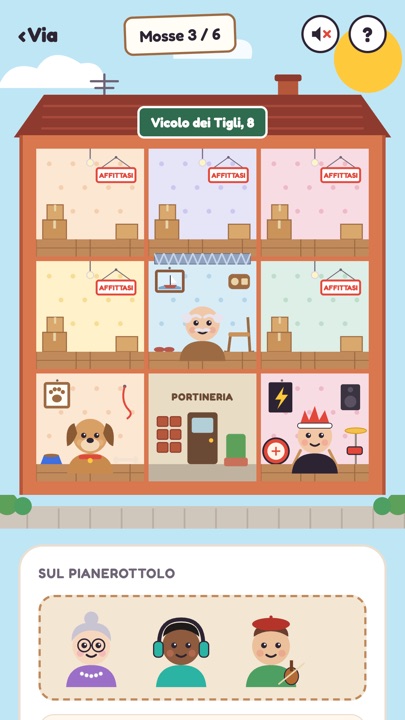 ‹Via
Mosse 3 / 6
?
Vicolo dei Tigli, 8
AFFITTASI
AFFITTASI
AFFITTASI
AFFITTASI
AFFITTASI
PORTINERIA
SUL PIANEROTTOLO